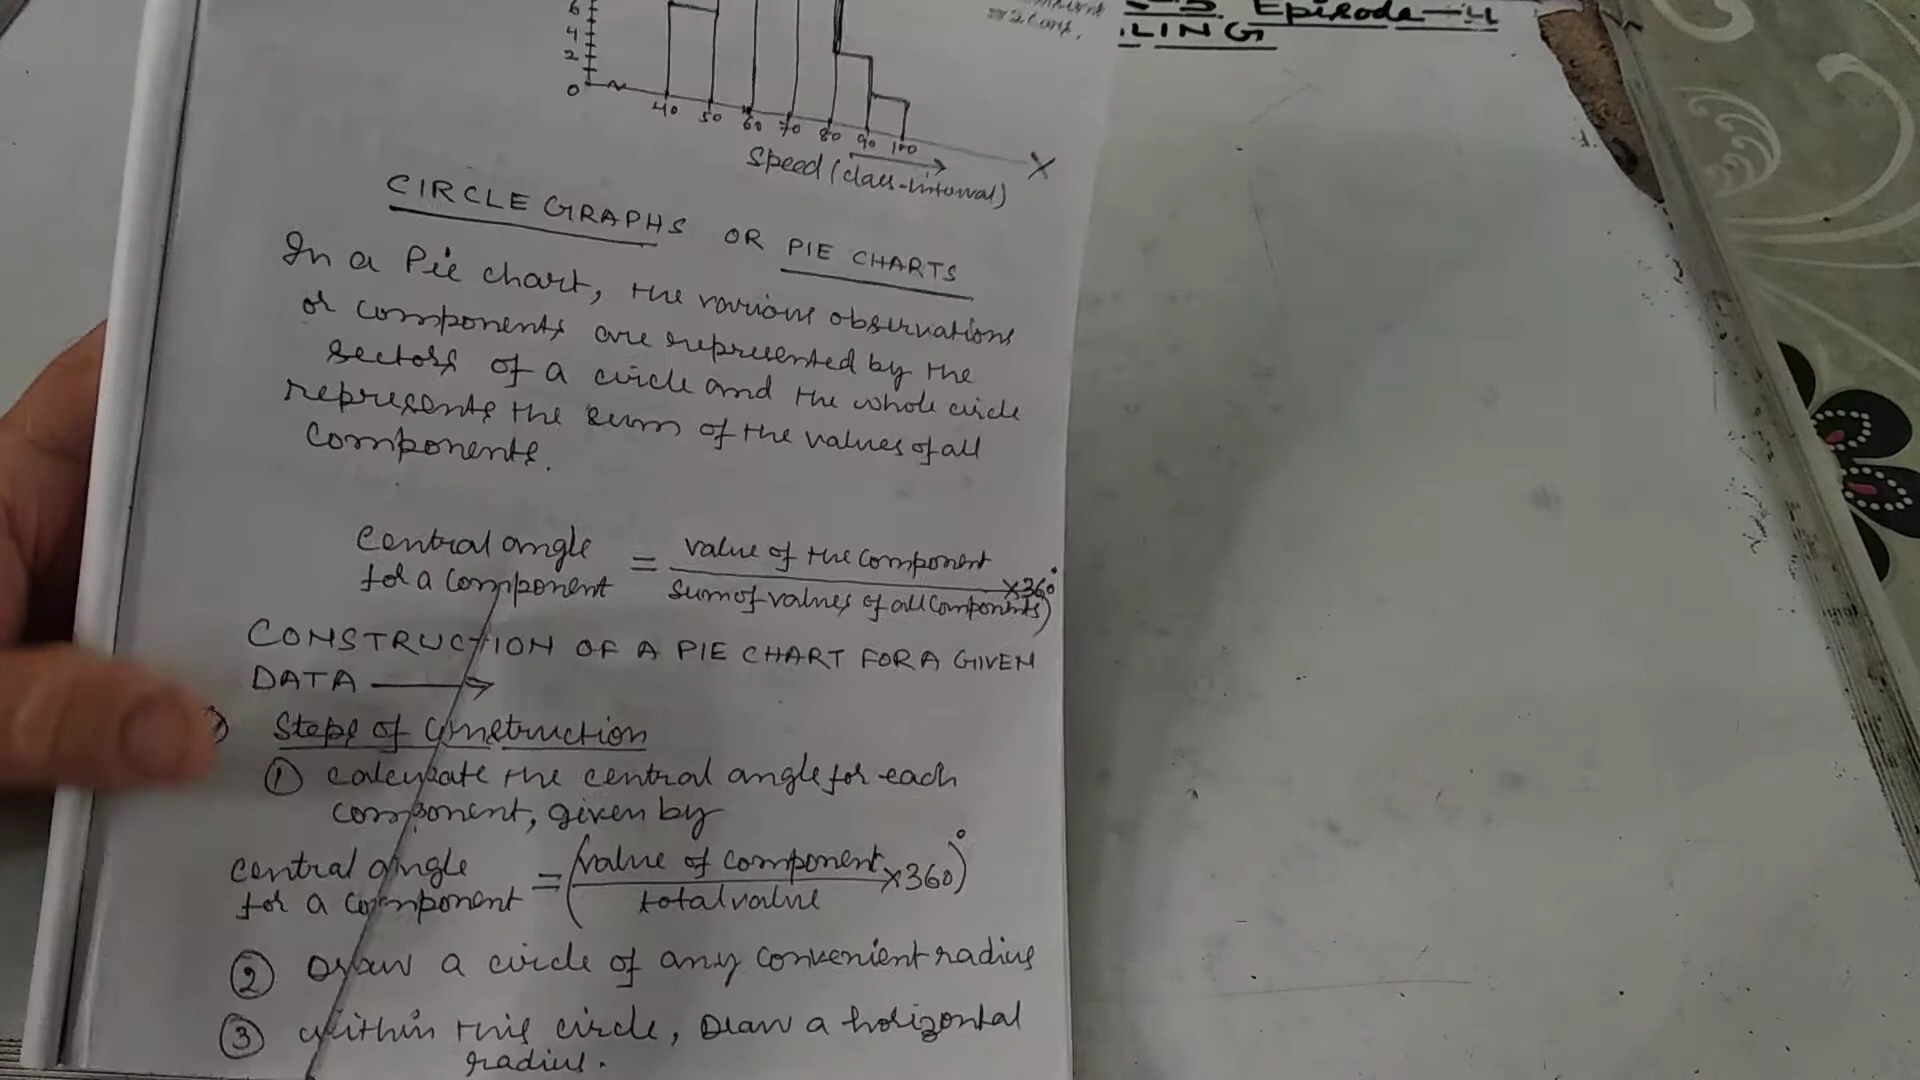 Episode-4
LING
6
4
2
0
40 50 60 70 80 90 100
Speed (class-interval)
X
CIRCLE GRAPHS OR PIE CHARTS
In a Pie chart, the various observations
or components are represented by the
sectors of a circle and the whole circle
represents the sum of the values of all
components.
Central angle for a component = value of the component / sum of values of all components) ×360°
CONSTRUCTION OF A PIE CHART FOR A GIVEN
DATA →
Steps of Construction
① calculate the central angle for each
component, given by
central angle for a component = (value of component / total value ×360)°
② Draw a circle of any convenient radius
③ Within this circle, Draw a horizontal
radius.